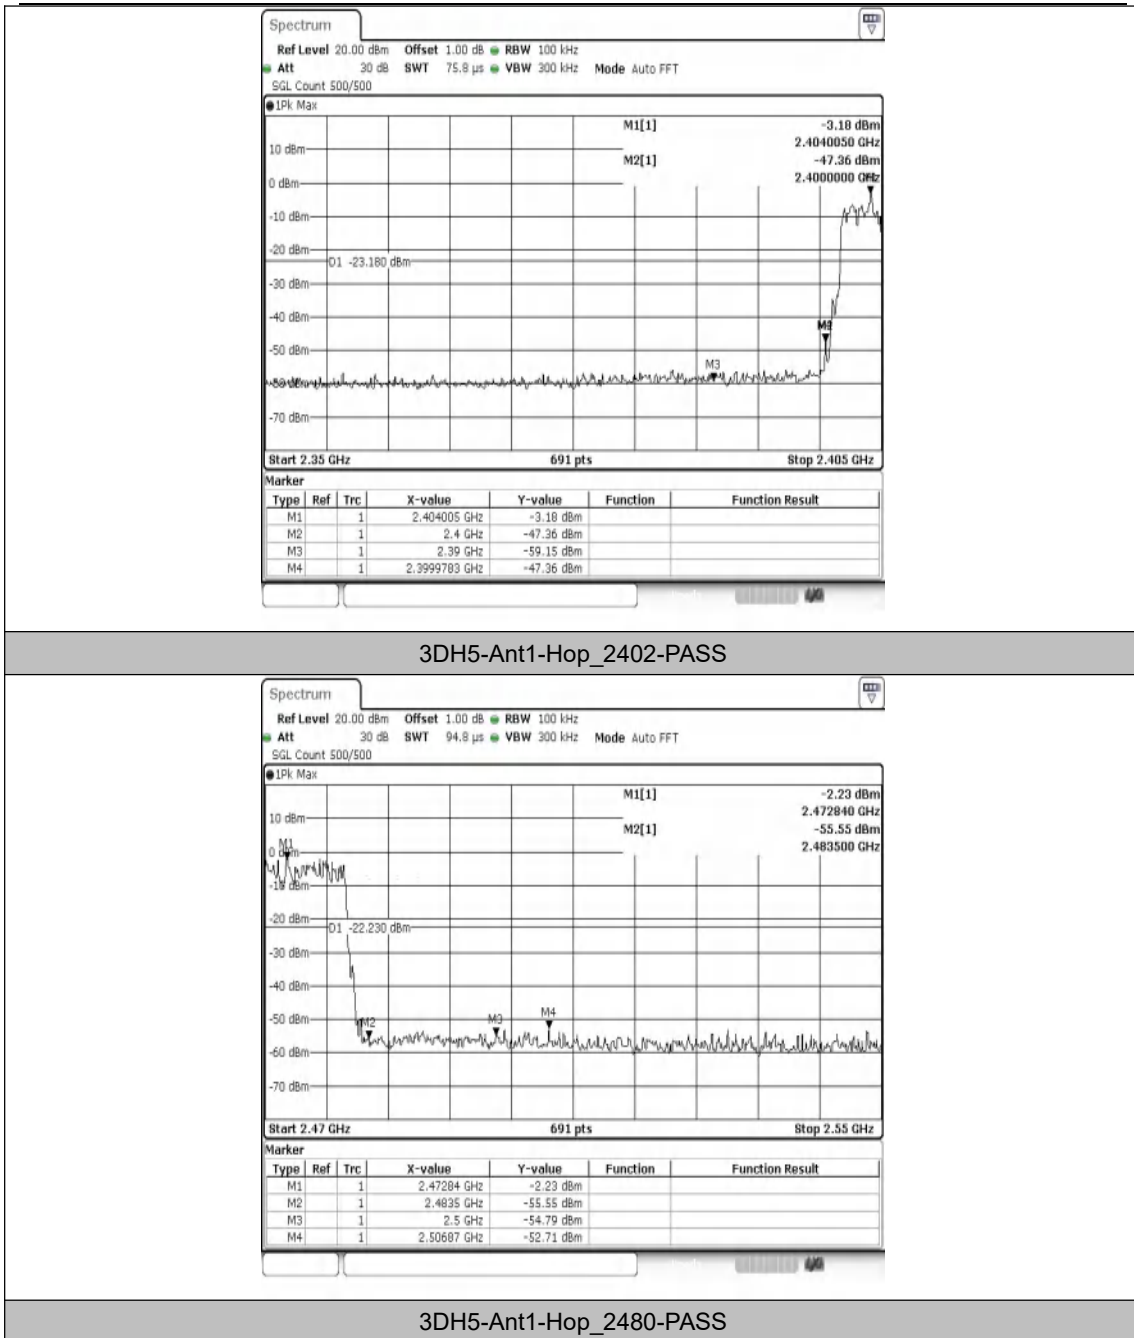 Spectrum
Ref Level 20.00 dBm Offset 1.00 dB RBW 100 kHz
Att 30 dB SWT 75.8 µs VBW 300 kHz Mode Auto FFT
SGL Count 500/500
1Pk Max
M1[1] -3.18 dBm
2.4040050 GHz
10 dBm
M2[1] -47.36 dBm
2.4000000 GHz
0 dBm
-10 dBm
-20 dBm
D1 -23.180 dBm
-30 dBm
-40 dBm
-50 dBm
M3
-70 dBm
Start 2.35 GHz 691 pts Stop 2.405 GHz
Marker
Type Ref Trc X-value Y-value Function Function Result
M1 1 2.404005 GHz -3.18 dBm
M2 1 2.4 GHz -47.36 dBm
M3 1 2.39 GHz -59.15 dBm
M4 1 2.3999783 GHz -47.36 dBm
3DH5-Ant1-Hop_2402-PASS
Spectrum
Ref Level 20.00 dBm Offset 1.00 dB RBW 100 kHz
Att 30 dB SWT 94.8 µs VBW 300 kHz Mode Auto FFT
SGL Count 500/500
1Pk Max
M1[1] -2.23 dBm
2.472840 GHz
10 dBm
M2[1] -55.55 dBm
2.483500 GHz
M1
0 dBm
-10 dBm
-20 dBm
D1 -22.230 dBm
-30 dBm
-40 dBm
-50 dBm
M2 M3 M4
-60 dBm
-70 dBm
Start 2.47 GHz 691 pts Stop 2.55 GHz
Marker
Type Ref Trc X-value Y-value Function Function Result
M1 1 2.47284 GHz -2.23 dBm
M2 1 2.4835 GHz -55.55 dBm
M3 1 2.5 GHz -54.79 dBm
M4 1 2.50687 GHz -52.71 dBm
3DH5-Ant1-Hop_2480-PASS